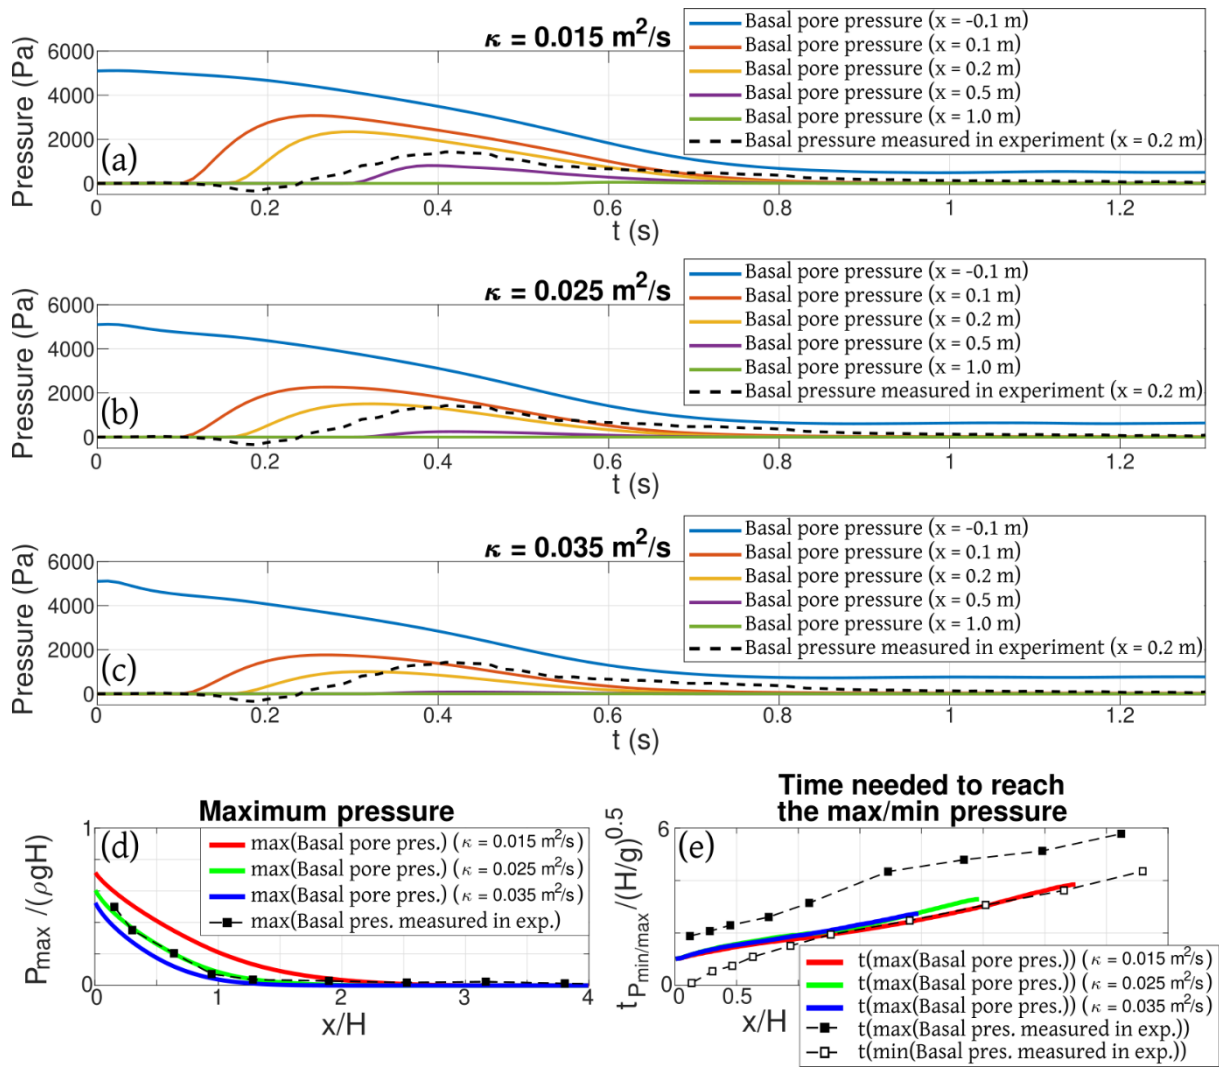 κ = 0.015 m²/s
Basal pore pressure (x = -0.1 m)
Basal pore pressure (x = 0.1 m)
Basal pore pressure (x = 0.2 m)
Basal pore pressure (x = 0.5 m)
Basal pore pressure (x = 1.0 m)
Basal pressure measured in experiment (x = 0.2 m)
Pressure (Pa)
6000
4000
2000
0
(a)
0 0.2 0.4 0.6 0.8 1 1.2
t (s)
κ = 0.025 m²/s
Basal pore pressure (x = -0.1 m)
Basal pore pressure (x = 0.1 m)
Basal pore pressure (x = 0.2 m)
Basal pore pressure (x = 0.5 m)
Basal pore pressure (x = 1.0 m)
Basal pressure measured in experiment (x = 0.2 m)
Pressure (Pa)
6000
4000
2000
0
(b)
0 0.2 0.4 0.6 0.8 1 1.2
t (s)
κ = 0.035 m²/s
Basal pore pressure (x = -0.1 m)
Basal pore pressure (x = 0.1 m)
Basal pore pressure (x = 0.2 m)
Basal pore pressure (x = 0.5 m)
Basal pore pressure (x = 1.0 m)
Basal pressure measured in experiment (x = 0.2 m)
Pressure (Pa)
6000
4000
2000
0
(c)
0 0.2 0.4 0.6 0.8 1 1.2
t (s)
Maximum pressure
P_max /(ρgH)
1
0
(d)
max(Basal pore pres.) (κ = 0.015 m²/s)
max(Basal pore pres.) (κ = 0.025 m²/s)
max(Basal pore pres.) (κ = 0.035 m²/s)
max(Basal pres. measured in exp.)
0 1 2 3 4
x/H
Time needed to reach
the max/min pressure
t_P_min/max /(H/g)^0.5
6
4
2
0
(e)
0 0.5
x/H
t(max(Basal pore pres.)) (κ = 0.015 m²/s)
t(max(Basal pore pres.)) (κ = 0.025 m²/s)
t(max(Basal pore pres.)) (κ = 0.035 m²/s)
t(max(Basal pres. measured in exp.))
t(min(Basal pres. measured in exp.))